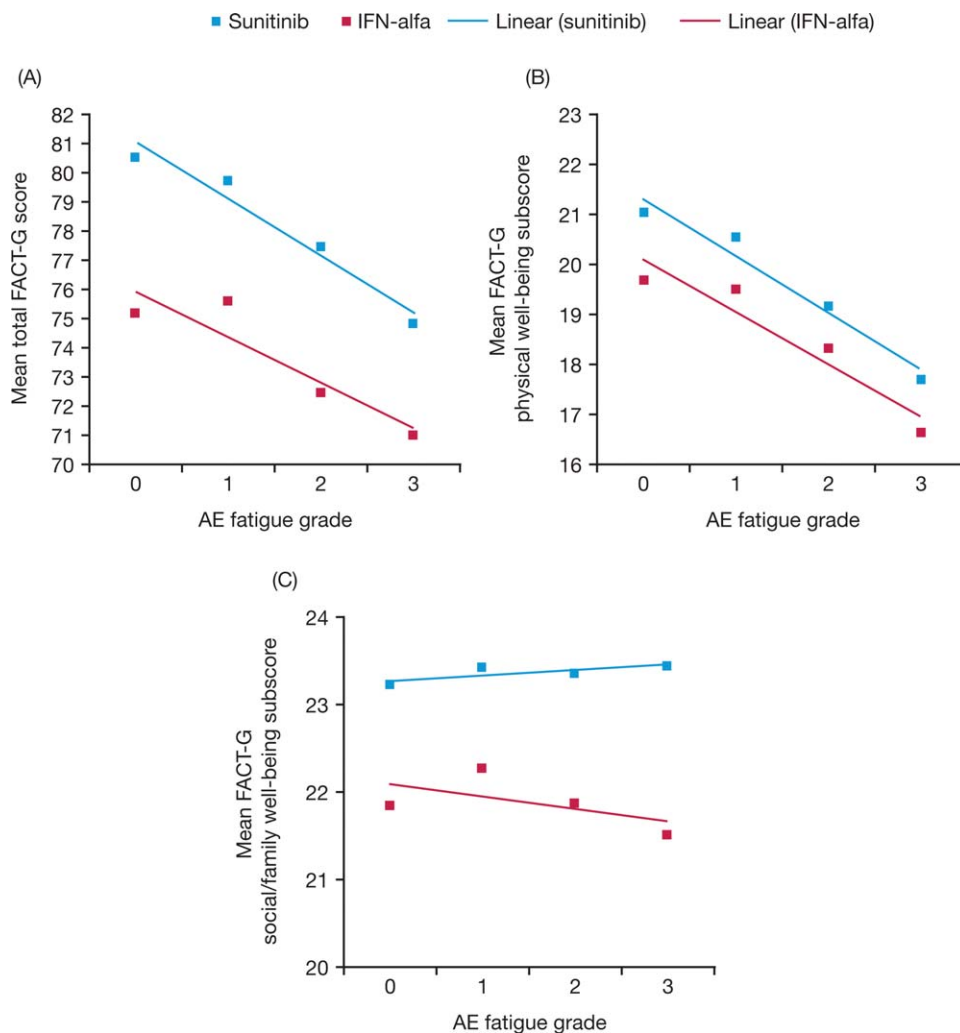 Sunitinib IFN-alfa Linear (sunitinib) Linear (IFN-alfa)
(A)
Mean total FACT-G score
82
81
80
79
78
77
76
75
74
73
72
71
70
0 1 2 3
AE fatigue grade
(B)
Mean FACT-G
physical well-being subscore
23
22
21
20
19
18
17
16
0 1 2 3
AE fatigue grade
(C)
Mean FACT-G
social/family well-being subscore
24
23
22
21
20
0 1 2 3
AE fatigue grade